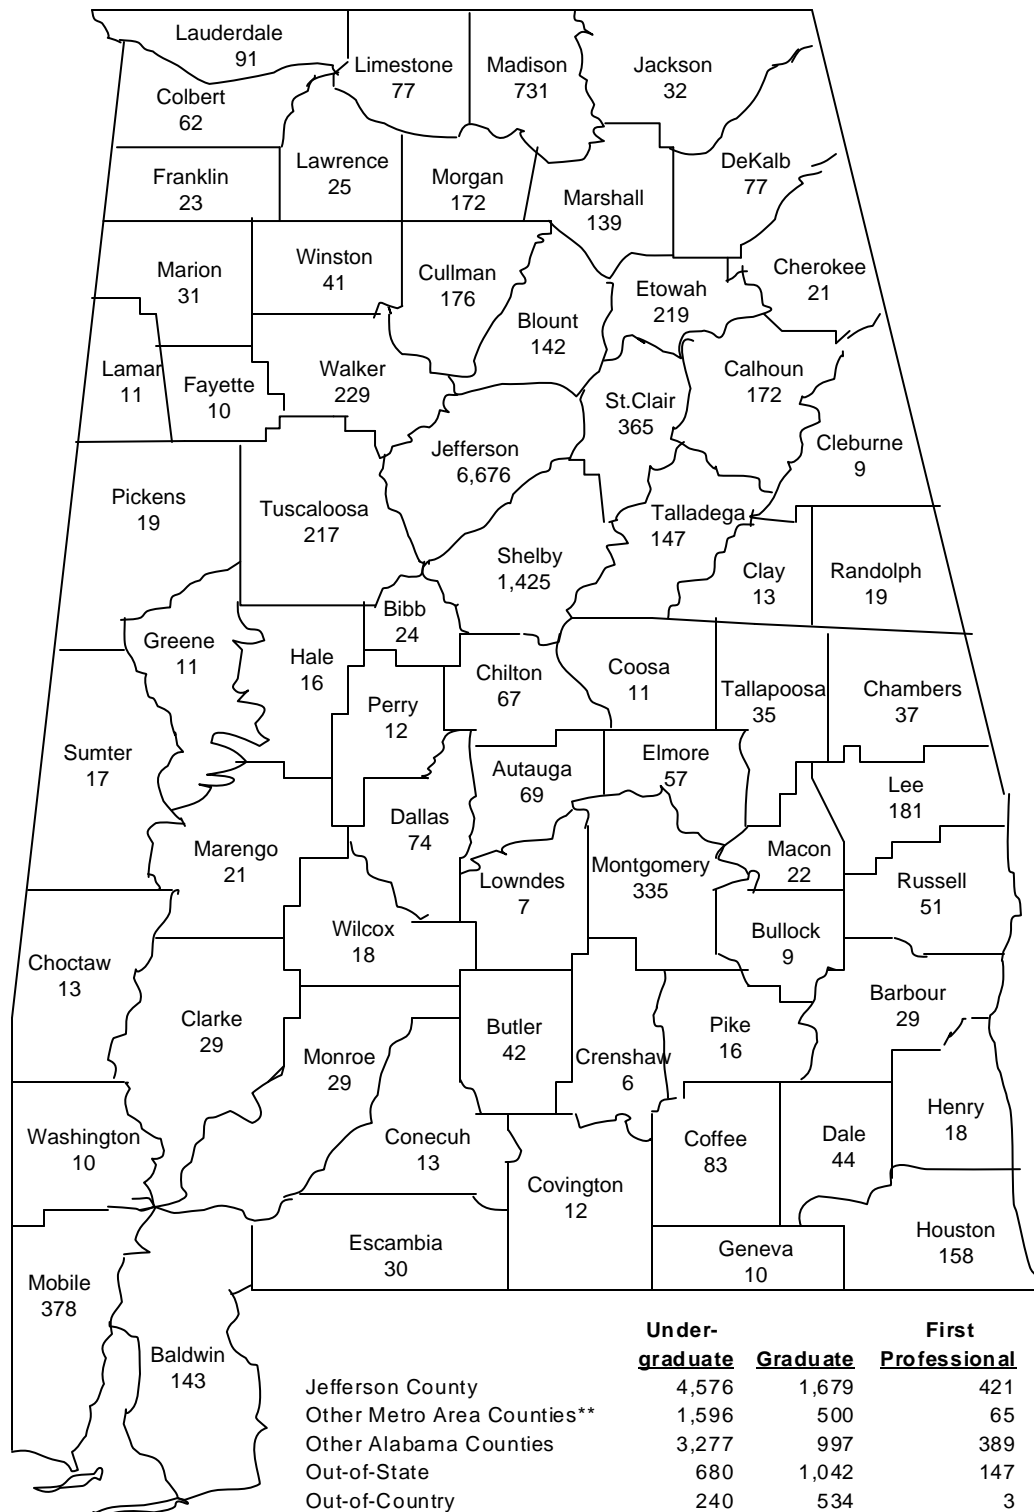 Lauderdale
91
Limestone
77
Madison
731
Jackson
32
Colbert
62
Franklin
23
Lawrence
25
Morgan
172
Marshall
139
DeKalb
77
Marion
31
Winston
41
Cullman
176
Blount
142
Etowah
219
Cherokee
21
Lamar
11
Fayette
10
Walker
229
Jefferson
6,676
St.Clair
365
Calhoun
172
Cleburne
9
Pickens
19
Tuscaloosa
217
Shelby
1,425
Talladega
147
Clay
13
Randolph
19
Greene
11
Hale
16
Bibb
24
Perry
12
Chilton
67
Coosa
11
Tallapoosa
35
Chambers
37
Sumter
17
Marengo
21
Dallas
74
Autauga
69
Elmore
57
Lee
181
Lowndes
7
Montgomery
335
Macon
22
Russell
51
Bullock
9
Choctaw
13
Clarke
29
Wilcox
18
Monroe
29
Butler
42
Crenshaw
6
Pike
16
Barbour
29
Washington
10
Conecuh
13
Covington
12
Coffee
83
Dale
44
Henry
18
Mobile
378
Baldwin
143
Escambia
30
Geneva
10
Houston
158
Under- First
graduate Graduate Professional
Jefferson County 4,576 1,679 421
Other Metro Area Counties** 1,596 500 65
Other Alabama Counties 3,277 997 389
Out-of-State 680 1,042 147
Out-of-Country 240 534 3